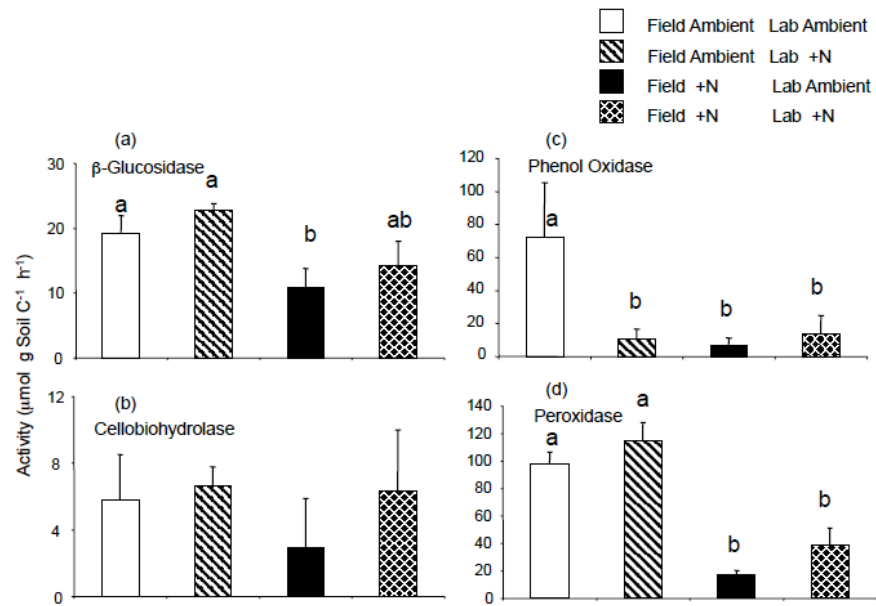 Field Ambient Lab Ambient
Field Ambient Lab +N
Field +N Lab Ambient
Field +N Lab +N
(a)
β-Glucosidase
30
20
10
0
a
a
b
ab
(c)
Phenol Oxidase
120
100
80
60
40
20
0
a
b
b
b
Activity (μmol g Soil C⁻¹ h⁻¹)
(b)
Cellobiohydrolase
12
8
4
0
(d)
Peroxidase
140
120
100
80
60
40
20
0
a
a
b
b